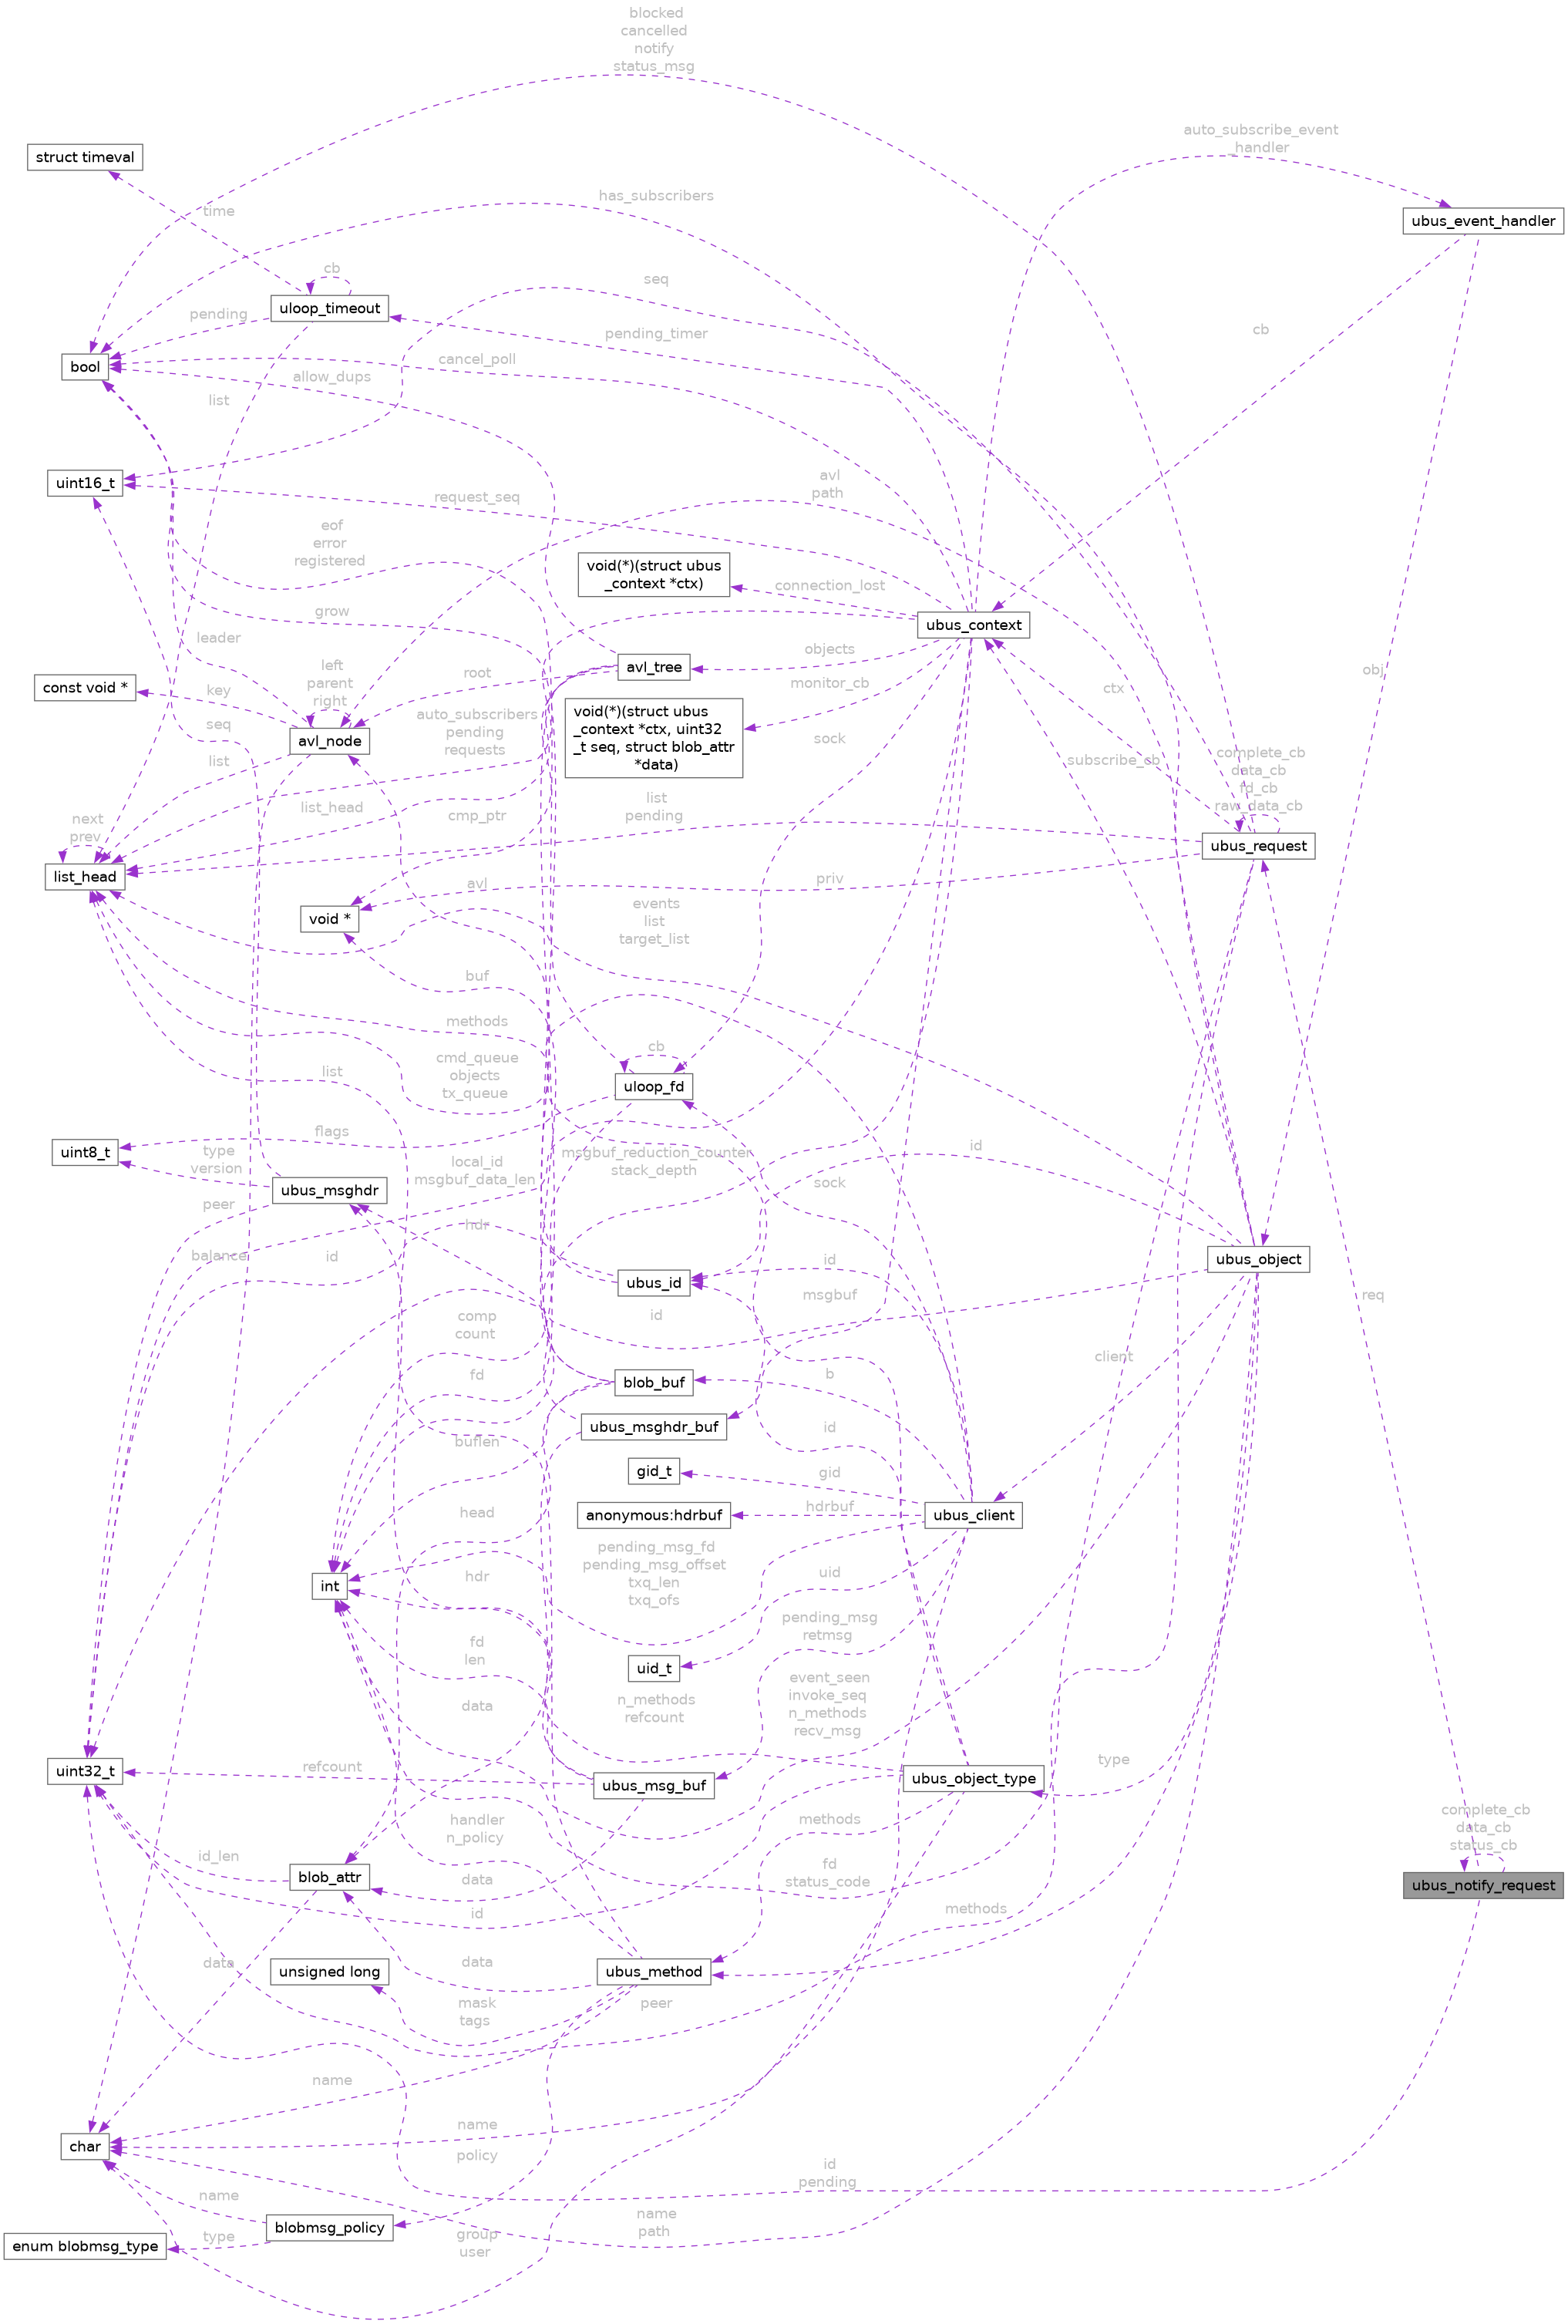 blocked
cancelled
notify
status_msg
auto_subscribe_event
_handler
struct timeval
has_subscribers
time
ubus_event_handler
cb
seq
uloop_timeout
pending
pending_timer
cb
bool
cancel_poll
allow_dups
list
avl
path
uint16_t
request_seq
eof
error
registered
void(*)(struct ubus
_context *ctx)
connection_lost
grow
ubus_context
leader
objects
avl_tree
obj
left
parent
right
root
const void *
key
monitor_cb
ctx
void(*)(struct ubus
_context *ctx, uint32
_t seq, struct blob_attr
*data)
auto_subscribers
pending
requests
seq
avl_node
sock
subscribe_cb
complete_cb
data_cb
fd_cb
raw_data_cb
list
list_head
cmp_ptr
list
pending
next
prev
ubus_request
list_head
avl
priv
void *
events
list
target_list
buf
methods
cmd_queue
objects
tx_queue
cb
list
uloop_fd
flags
uint8_t
type
version
msgbuf_reduction_counter
stack_depth
id
local_id
msgbuf_data_len
sock
ubus_msghdr
peer
hdr
balance
id
ubus_object
ubus_id
id
msgbuf
id
req
comp
count
client
fd
b
blob_buf
ubus_msghdr_buf
id
buflen
gid_t
gid
hdrbuf
anonymous:hdrbuf
ubus_client
head
pending_msg_fd
pending_msg_offset
txq_len
txq_ofs
hdr
int
uid
pending_msg
retmsg
uid_t
fd
len
event_seen
invoke_seq
n_methods
recv_msg
data
n_methods
refcount
type
refcount
uint32_t
ubus_msg_buf
ubus_object_type
complete_cb
data_cb
status_cb
handler
n_policy
methods
id_len
fd
status_code
blob_attr
data
ubus_notify_request
id
methods
data
unsigned long
data
ubus_method
mask
tags
peer
name
name
char
policy
id
pending
name
name
path
blobmsg_policy
type
enum blobmsg_type
group
user